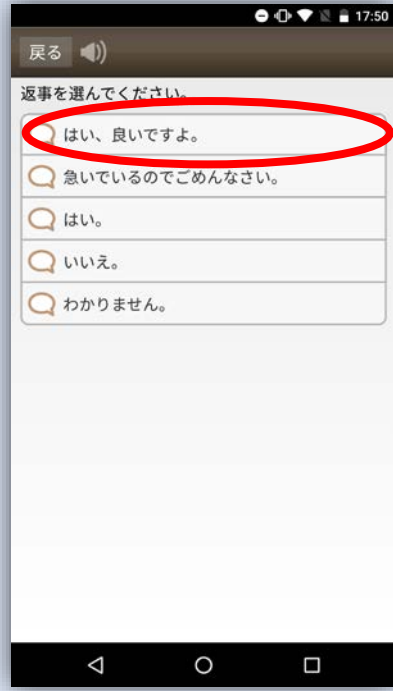 17:50
戻る
返事を選んでください。
はい、良いですよ。
急いでいるのでごめんなさい。
はい。
いいえ。
わかりません。